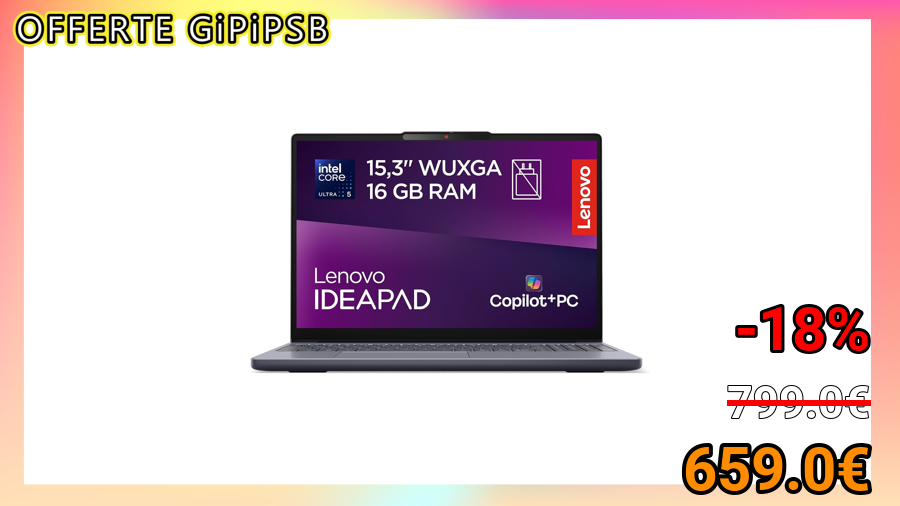 OFFERTE GiPiPSB
intel
CORE
ULTRA 5
15,3" WUXGA
16 GB RAM
Lenovo
Lenovo
IDEAPAD
Copilot+PC
-18%
799.0€
659.0€